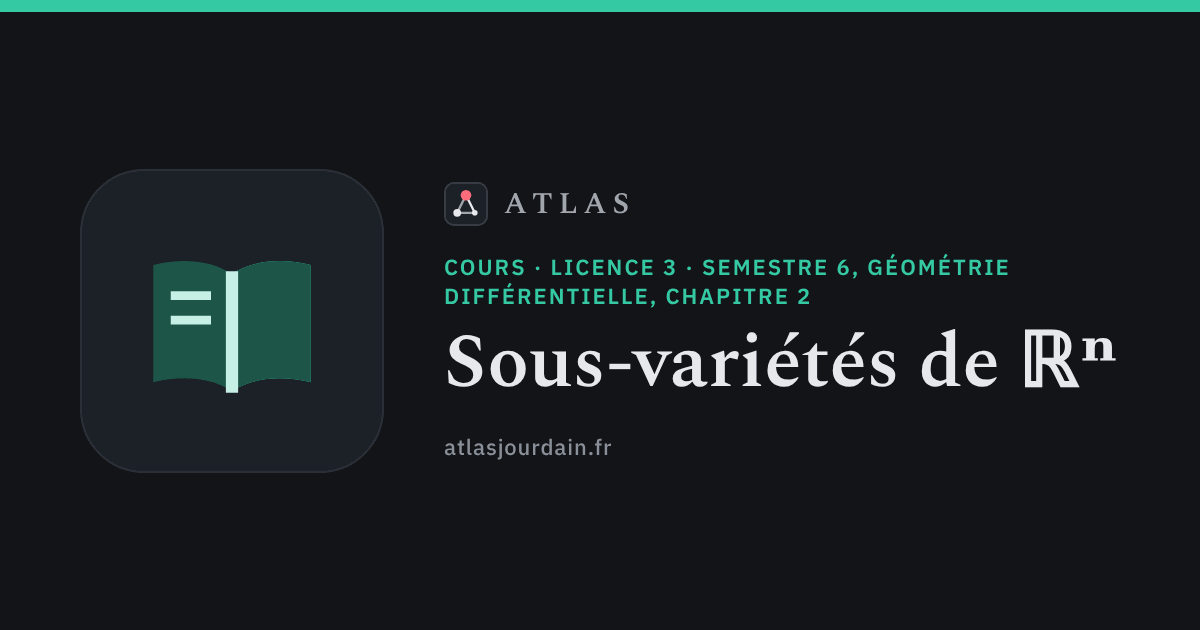 ATLAS
COURS · LICENCE 3 · SEMESTRE 6, GÉOMÉTRIE
DIFFÉRENTIELLE, CHAPITRE 2
Sous-variétés de ℝⁿ
atlasjourdain.fr